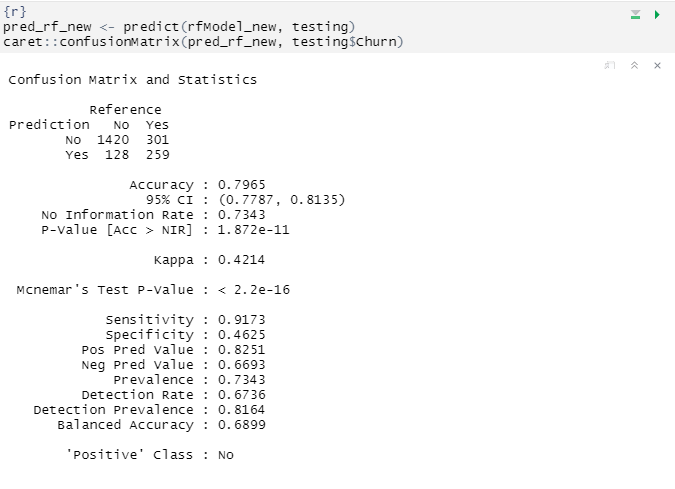 {r}
pred_rf_new <- predict(rfModel_new, testing)
caret::confusionMatrix(pred_rf_new, testing$Churn)
Confusion Matrix and Statistics
Reference
Prediction No Yes
No 1420 301
Yes 128 259
Accuracy : 0.7965
95% CI : (0.7787, 0.8135)
No Information Rate : 0.7343
P-Value [Acc > NIR] : 1.872e-11
Kappa : 0.4214
Mcnemar's Test P-Value : < 2.2e-16
Sensitivity : 0.9173
Specificity : 0.4625
Pos Pred Value : 0.8251
Neg Pred Value : 0.6693
Prevalence : 0.7343
Detection Rate : 0.6736
Detection Prevalence : 0.8164
Balanced Accuracy : 0.6899
'Positive' Class : No